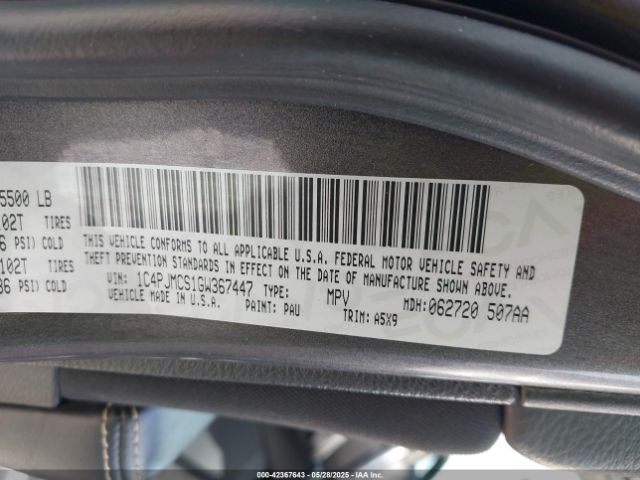 5500 LB
102T TIRES
6 PSI) COLD
102T TIRES
36 PSI) COLD
THIS VEHICLE CONFORMS TO ALL APPLICABLE U.S.A. FEDERAL MOTOR VEHICLE SAFETY AND
THEFT PREVENTION STANDARDS IN EFFECT ON THE DATE OF MANUFACTURE SHOWN ABOVE.
VIN: 1C4PJMCS1GW367447 TYPE: MPV MDH:062720 507AA
VEHICLE MADE IN U.S.A. PAINT: PAU TRIM: A5X9
000-42367643 - 05/28/2025 - IAAI.COM